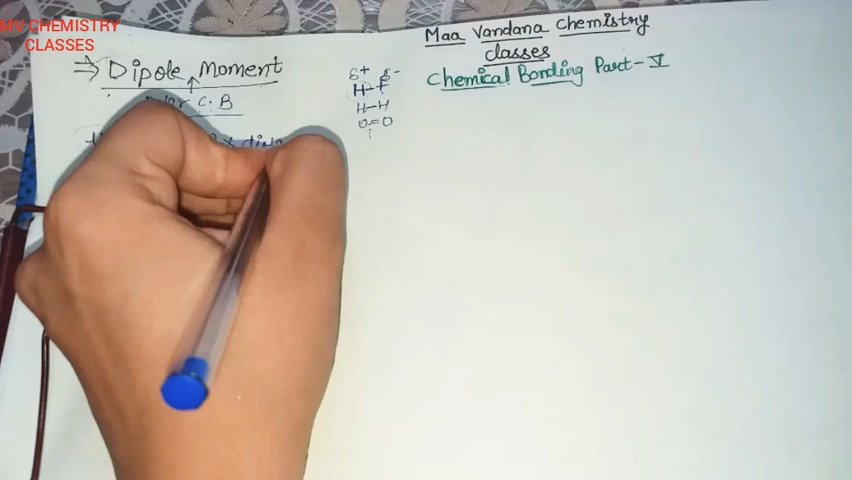 MY CHEMISTRY
CLASSES
Maa Vandana Chemistry
classes
Chemical Bonding Part-V
⇒ Dipole Moment
C.B
δ+ δ-
H-F
H-H
O=O